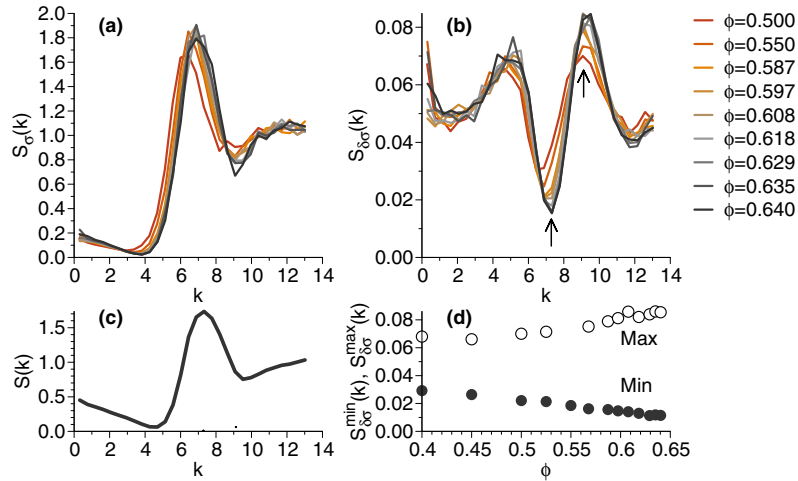 (a)
S_σ(k)
2.0
1.8
1.6
1.4
1.2
1.0
0.8
0.6
0.4
0.2
0.0
0 2 4 6 8 10 12 14
k
(b)
S_δσ(k)
0.08
0.06
0.04
0.02
0.00
0 2 4 6 8 10 12 14
k
ϕ=0.500
ϕ=0.550
ϕ=0.587
ϕ=0.597
ϕ=0.608
ϕ=0.618
ϕ=0.629
ϕ=0.635
ϕ=0.640
(c)
S(k)
1.5
1.0
0.5
0.0
0 2 4 6 8 10 12 14
k
(d)
S^min_δσ(k), S^max_δσ(k)
0.08
0.06
0.04
0.02
0.00
Max
Min
0.4 0.45 0.5 0.55 0.6 0.65
ϕ